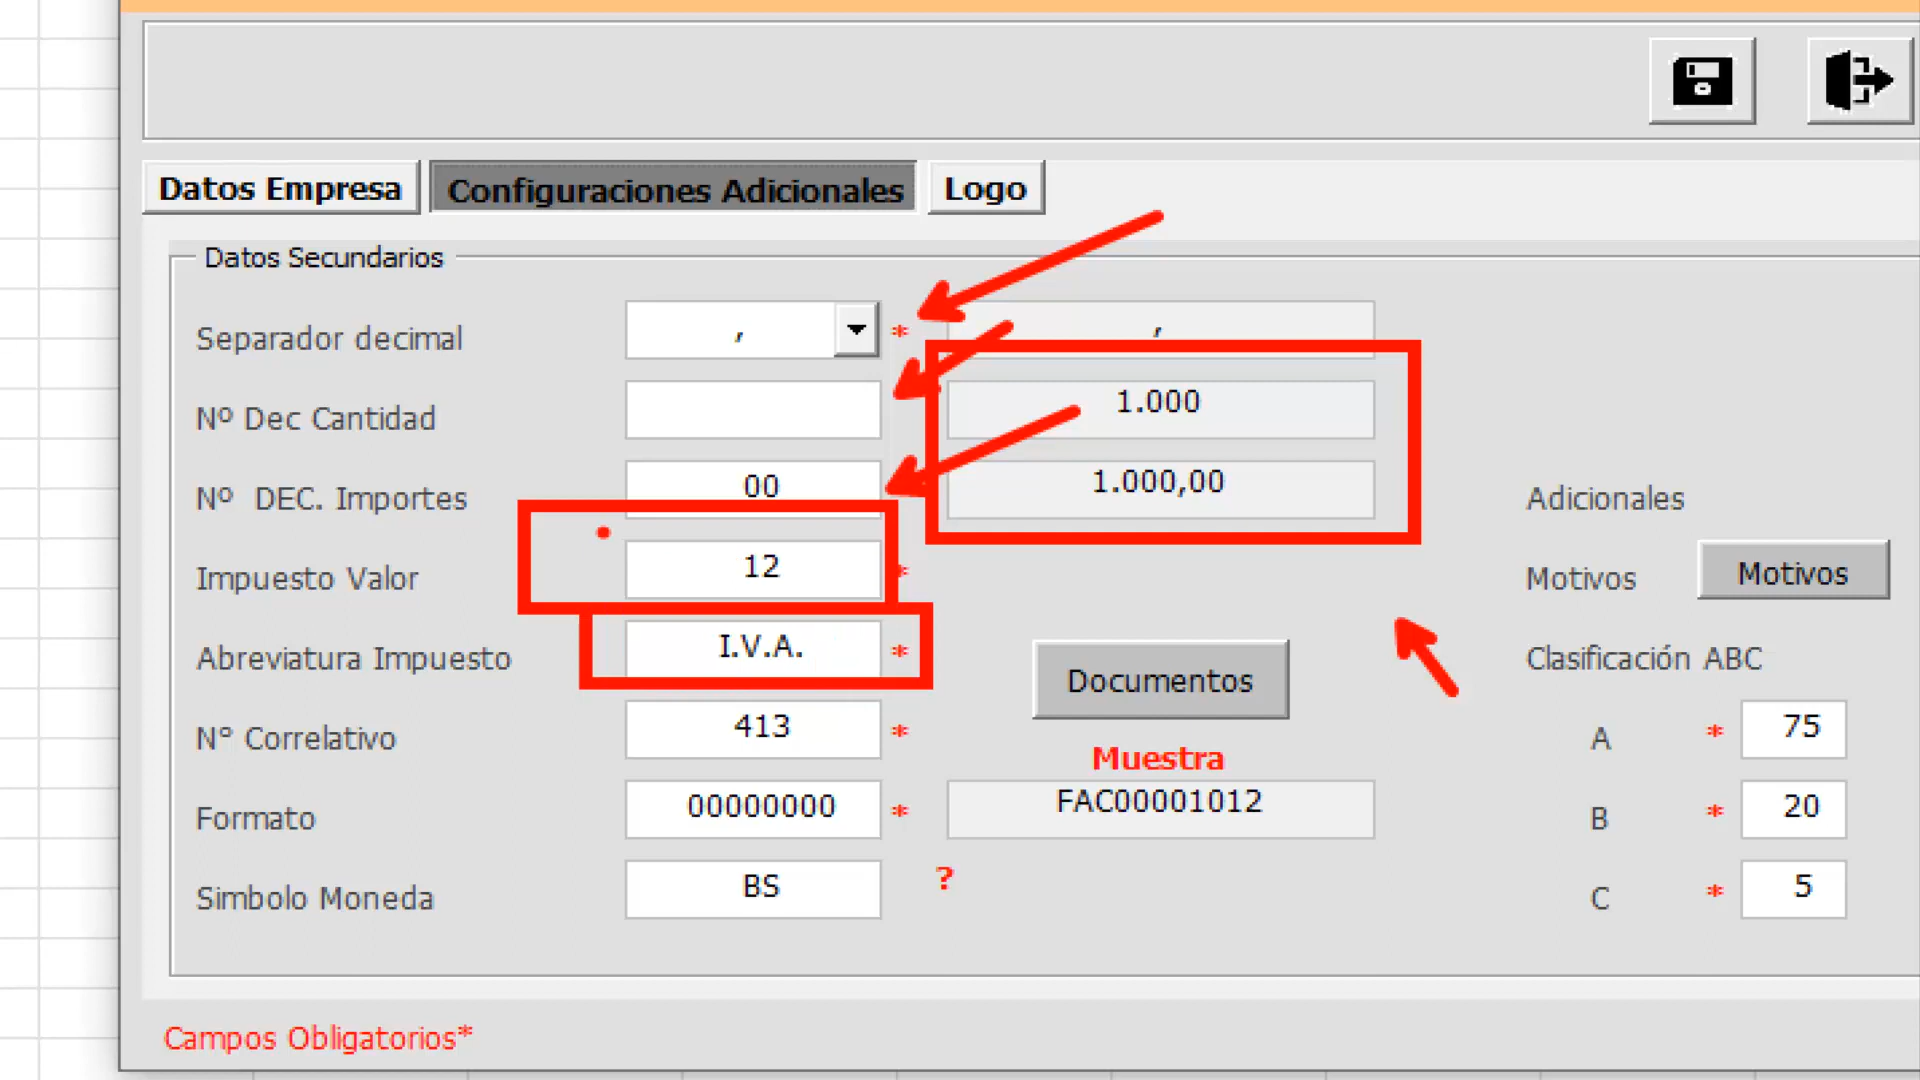 Datos Empresa Configuraciones Adicionales Logo
Datos Secundarios
Separador decimal , * ,
Nº Dec Cantidad 1.000
Nº DEC. Importes 00 1.000,00 Adicionales
Impuesto Valor 12 * Motivos Motivos
Abreviatura Impuesto I.V.A. * Documentos Clasificación ABC
N° Correlativo 413 * Muestra A * 75
Formato 00000000 * FAC00001012 B * 20
Simbolo Moneda BS ? C * 5
Campos Obligatorios*